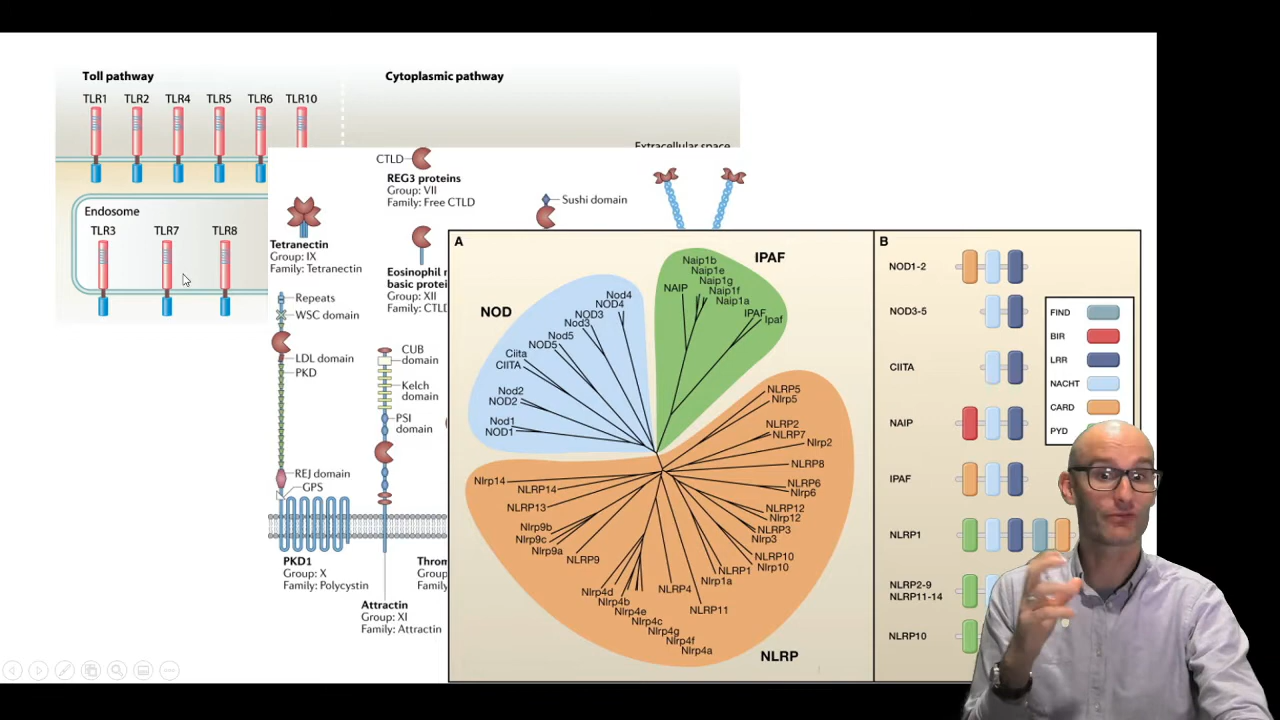 Toll pathway
Cytoplasmic pathway
TLR1 TLR2 TLR4 TLR5 TLR6 TLR10
Extracellular space
Endosome
TLR3 TLR7 TLR8
CTLD
REG3 proteins
Group: VII
Family: Free CTLD
Sushi domain
Tetranectin
Group: IX
Family: Tetranectin
Eosinophil
basic
Group: XII
Family:
Repeats
WSC domain
LDL domain
PKD
REJ domain
GPS
CUB
domain
Kelch
domain
PSI
domain
PKD1
Group: X
Family: Polycystin
Attractin
Group: XI
Family: Attractin
A
NOD
IPAF
NLRP
Naip1b
Naip1e
Naip1g
Naip1f
Naip1a
NAIP
IPAF
Ipaf
Nod4
NOD4
NOD3
Nod3
Nod5
NOD5
Ciita
CIITA
Nod2
NOD2
Nod1
NOD1
NLRP5
Nlrp5
NLRP2
NLRP7
Nlrp2
NLRP8
NLRP6
Nlrp6
NLRP12
Nlrp12
NLRP3
Nlrp3
NLRP10
Nlrp10
NLRP1
Nlrp1a
NLRP11
NLRP4
Nlrp14
NLRP14
NLRP13
Nlrp9b
Nlrp9c
Nlrp9a
NLRP9
Nlrp4d
Nlrp4b
Nlrp4e
Nlrp4c
Nlrp4g
Nlrp4f
Nlrp4a
B
NOD1-2
NOD3-5
CIITA
NAIP
IPAF
NLRP1
NLRP2-9
NLRP11-14
NLRP10
FIND
BIR
LRR
NACHT
CARD
PYD